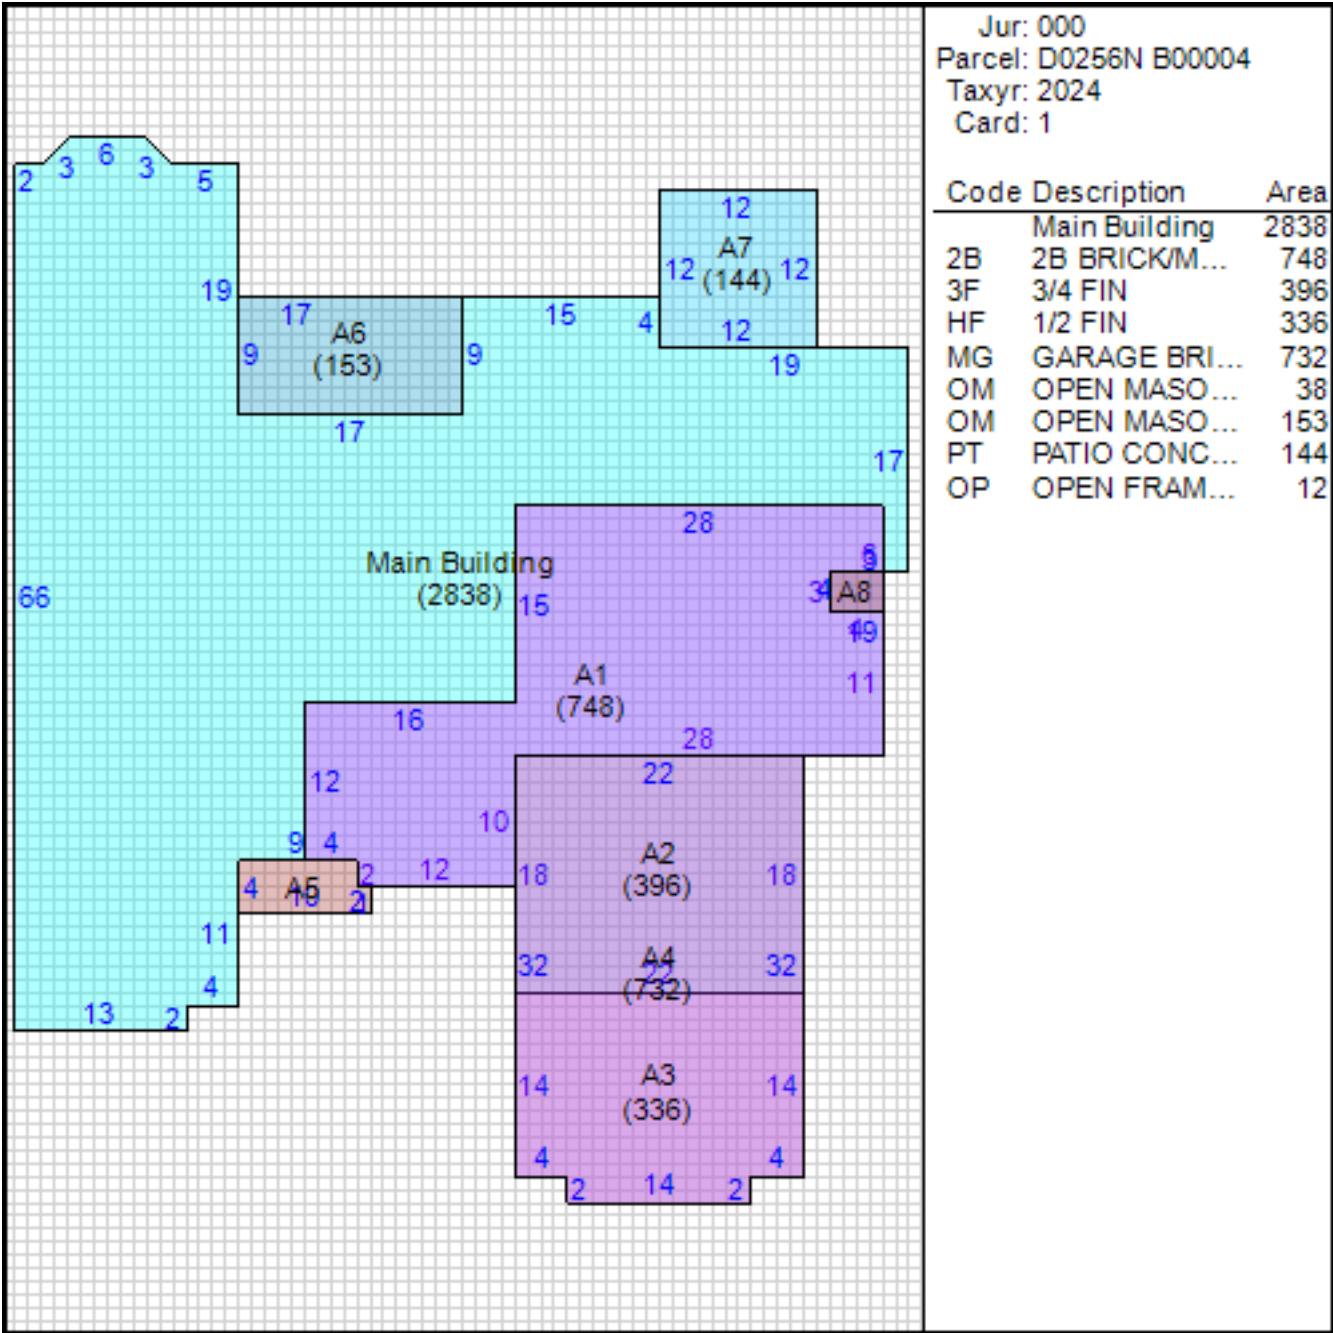 Jur: 000
Parcel: D0256N B00004
Taxyr: 2024
Card: 1
Code Description Area
Main Building 2838
2B 2B BRICK/M... 748
3F 3/4 FIN 396
HF 1/2 FIN 336
MG GARAGE BRI... 732
OM OPEN MASO... 38
OM OPEN MASO... 153
PT PATIO CONC... 144
OP OPEN FRAM... 12
2 3 6 3 5
12
A7
12 (144) 12
12
19
17
A6
(153)
15 4
9 9
19
17
17
28
Main Building
(2838)
66
15
A8
A1
(748)
11
16
28
12
22
10
9 4
2 12
A2
(396)
18 18
4 A5
11
4
13 2
A4
(732)
32 32
A3
(336)
14 14
4 4
2 14 2